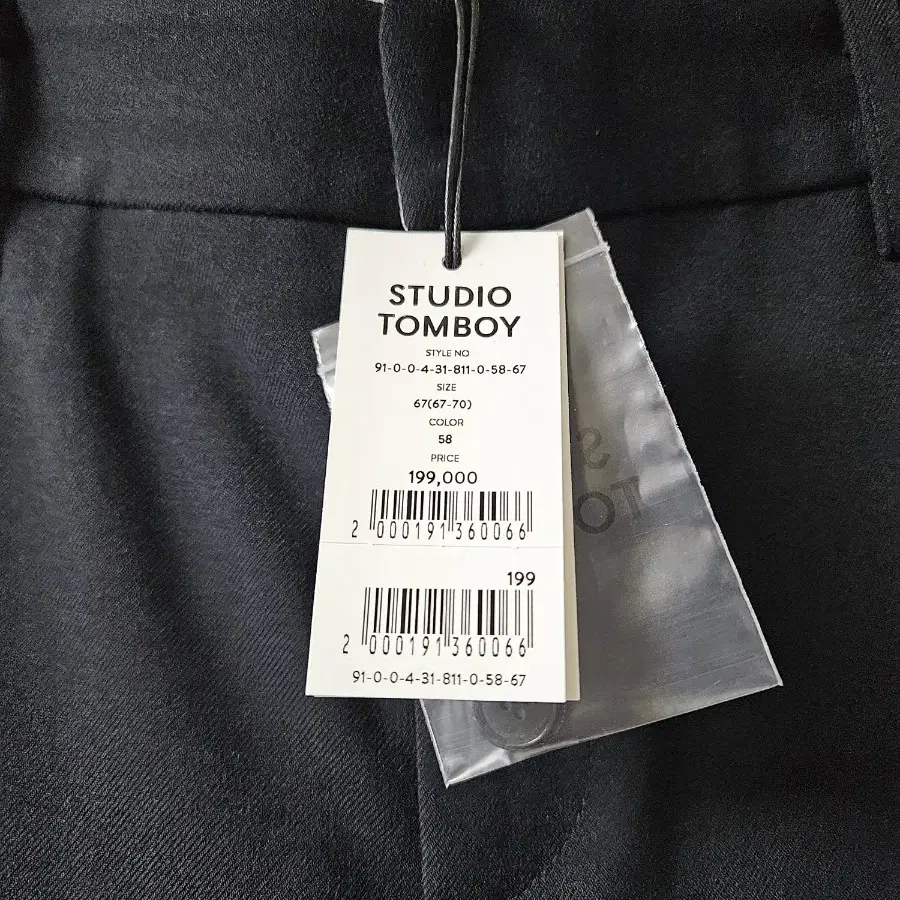 STUDIO
TOMBOY
STYLE NO
91-0-0-4-31-811-0-58-67
SIZE
67(67-70)
COLOR
58
PRICE
199,000
2 000191 360066
199
2 000191 360066
91-0-0-4-31-811-0-58-67
S
TO